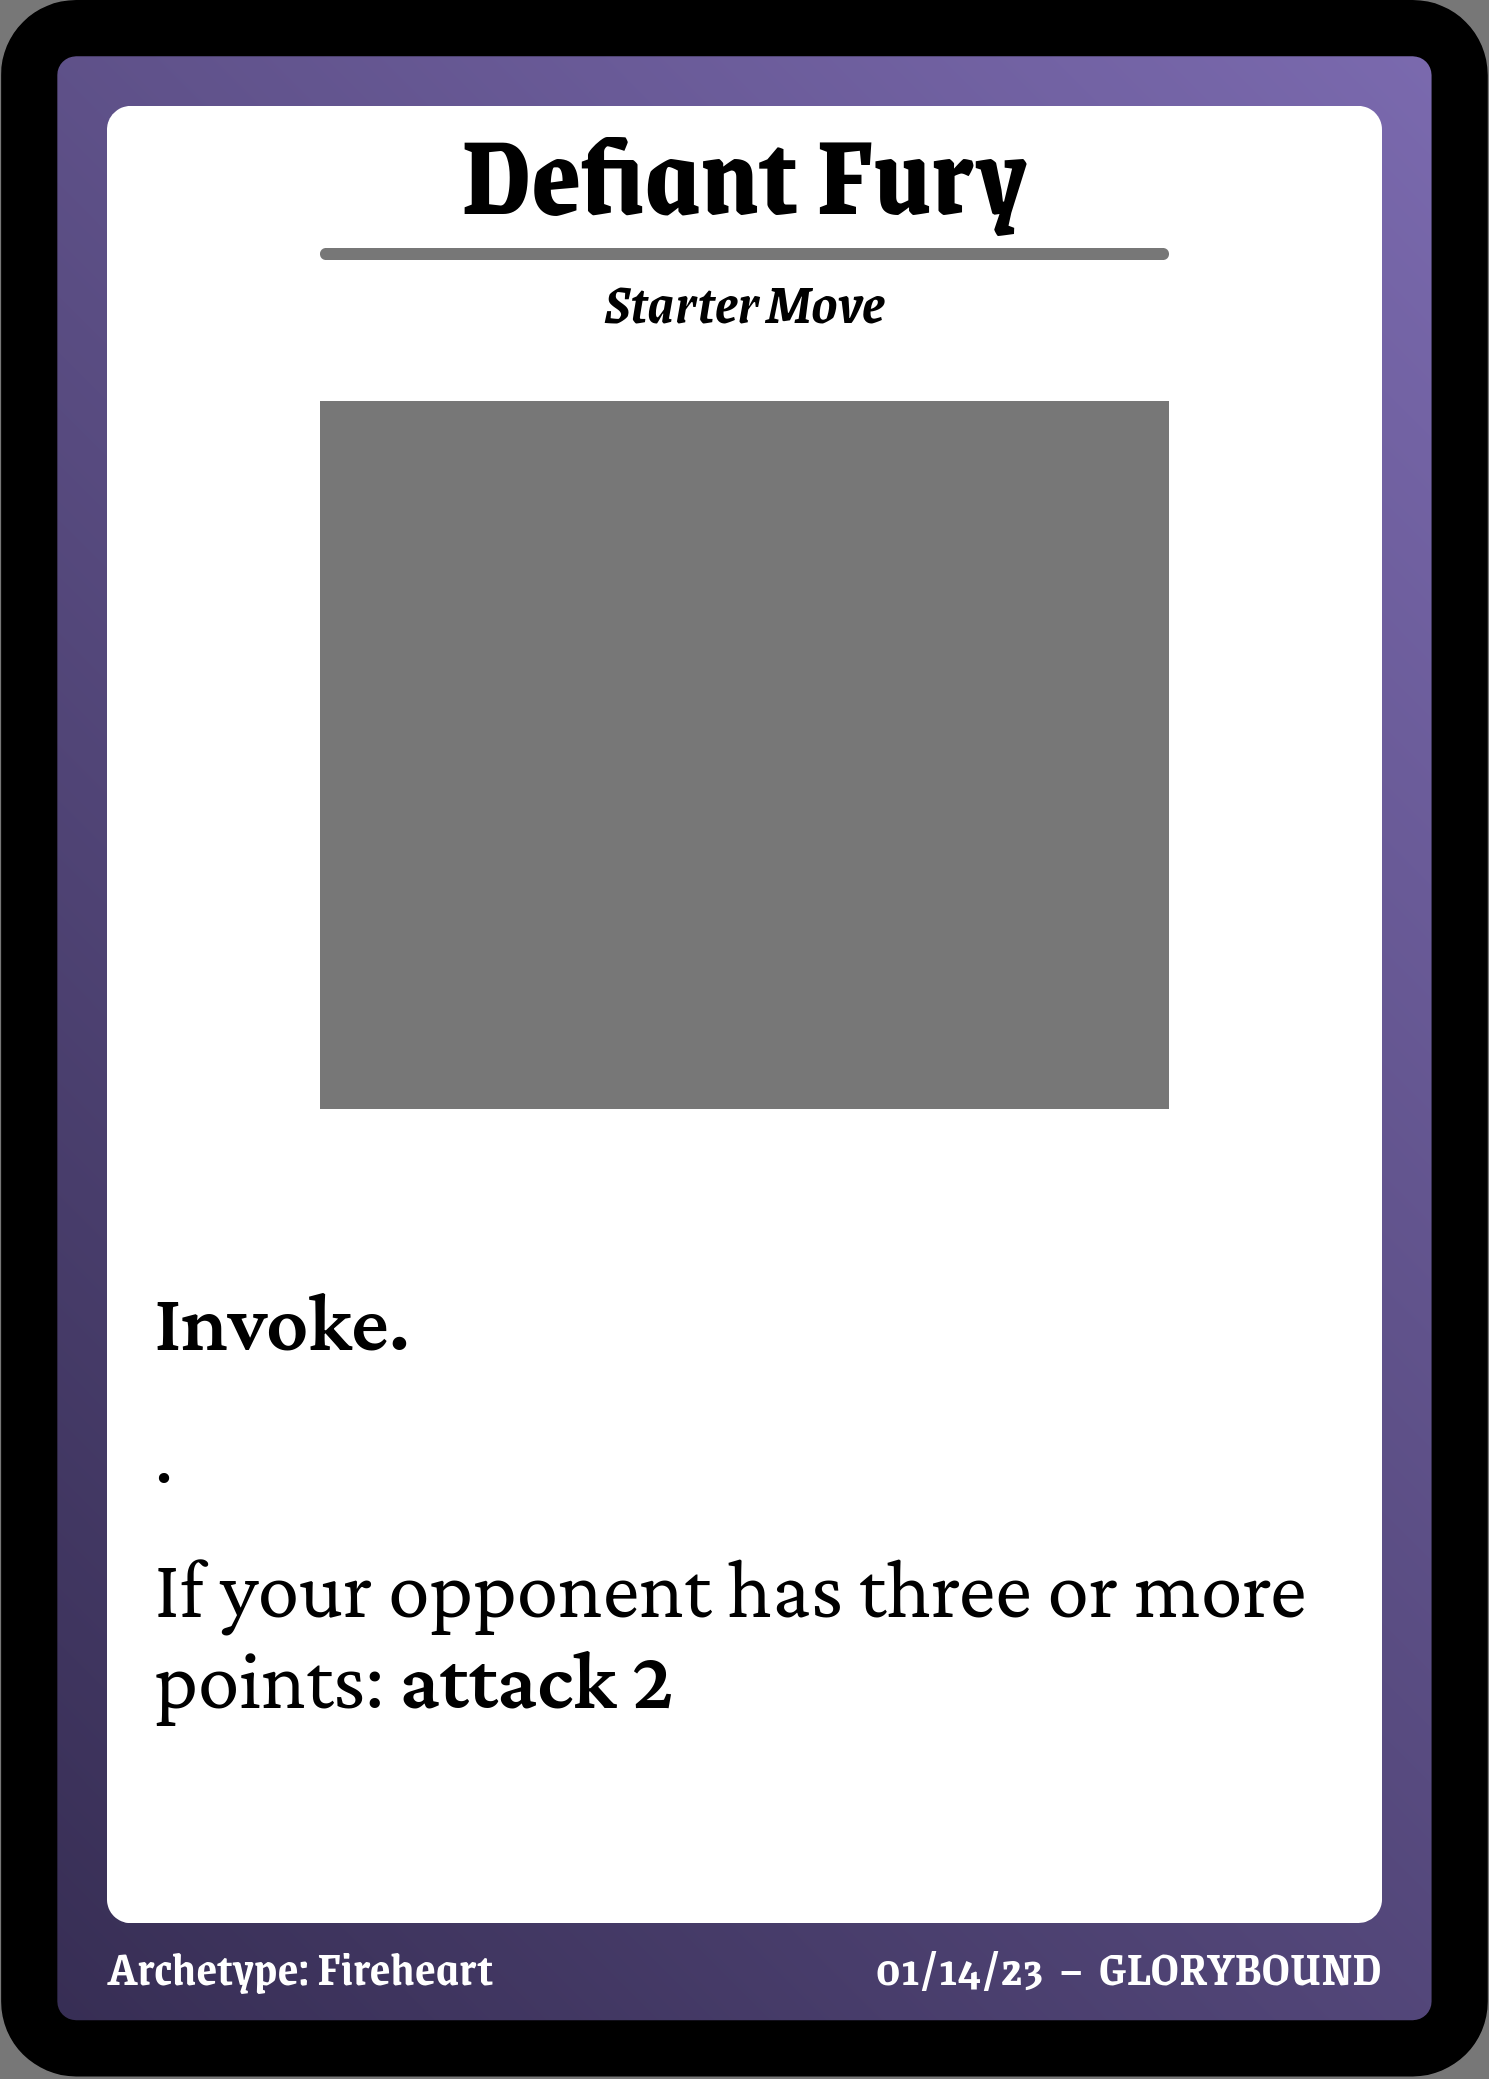 Defiant Fury
Starter Move
Invoke.
.
If your opponent has three or more
points: attack 2
Archetype: Fireheart
01/14/23 – GLORYBOUND